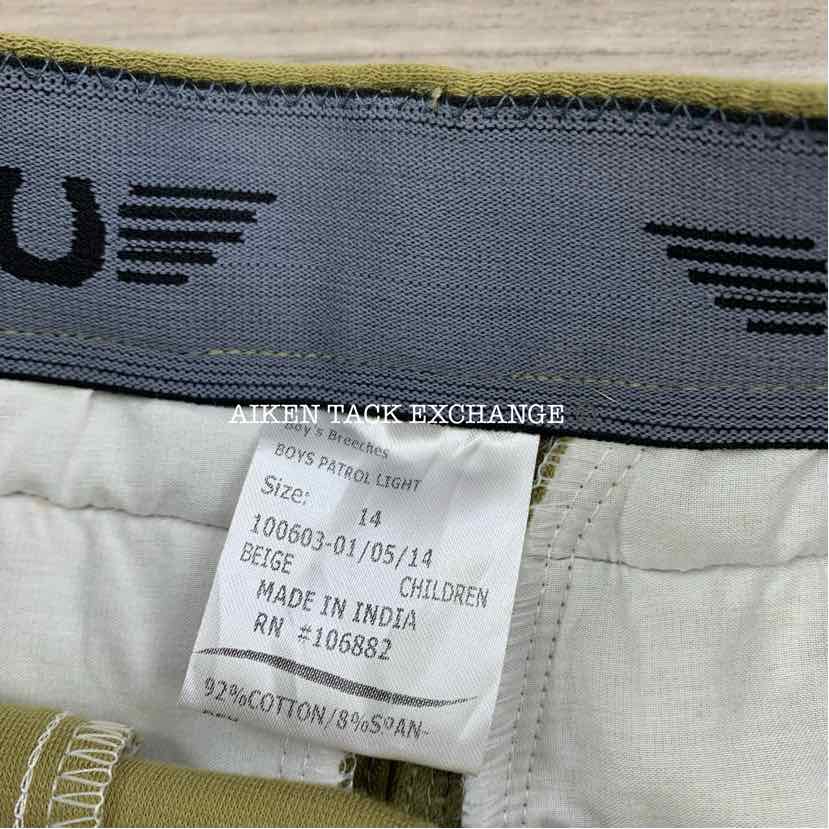 AIKEN TACK EXCHANGE
Boy's Breeches
BOYS PATROL LIGHT
Size: 14
100603-01/05/14
BEIGE
CHILDREN
MADE IN INDIA
RN #106882
92%COTTON/8%SPAN-